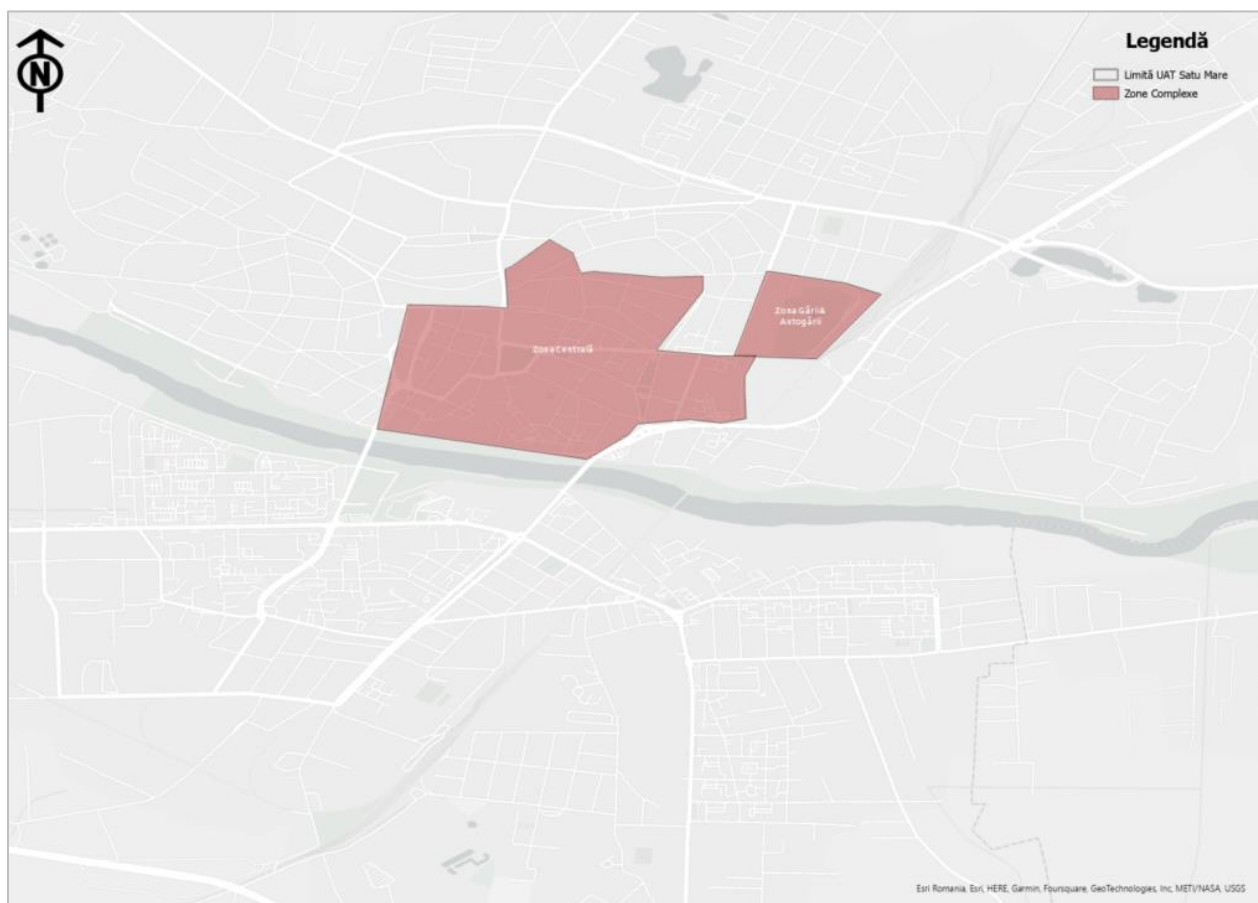 N
Legendă
Limită UAT Satu Mare
Zone Complexe
Zona Gării &
Autogării
Zona Centrală
Esri Romania, Esri, HERE, Garmin, Foursquare, GeoTechnologies, Inc, METI/NASA, USGS